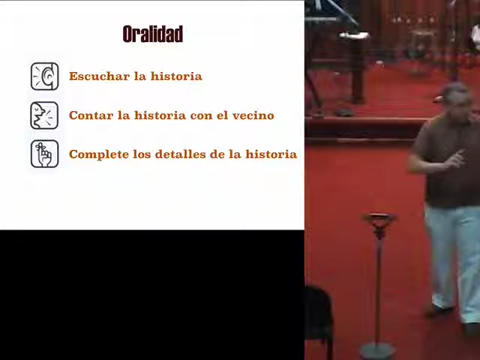 Oralidad
Escuchar la historia
Contar la historia con el vecino
Complete los detalles de la historia